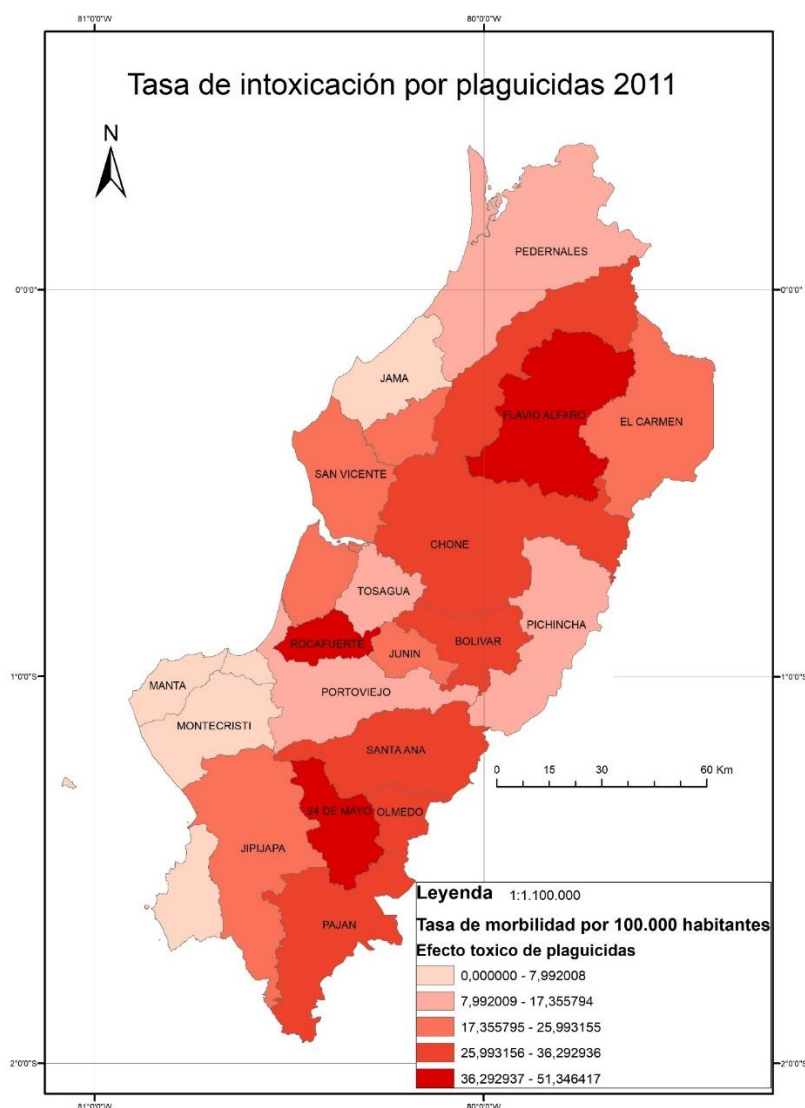 81°0'0"W
80°0'0"W
Tasa de intoxicación por plaguicidas 2011
N
PEDERNALES
0°0'0"
0°0'0"
JAMA
FLAVIO ALFARO
EL CARMEN
SAN VICENTE
CHONE
TOSAGUA
PICHINCHA
ROCAFUERTE
BOLIVAR
JUNIN
1°0'0"S
1°0'0"S
MANTA
PORTOVIEJO
MONTECRISTI
SANTA ANA
0 15 30 60 Km
24 DE MAYO
OLMEDO
JIPIJAPA
PAJAN
Leyenda 1:1.100.000
Tasa de morbilidad por 100.000 habitantes
Efecto toxico de plaguicidas
0,000000 - 7,992008
7,992009 - 17,355794
17,355795 - 25,993155
25,993156 - 36,292936
36,292937 - 51,346417
2°0'0"S
2°0'0"S
81°0'0"W
80°0'0"W